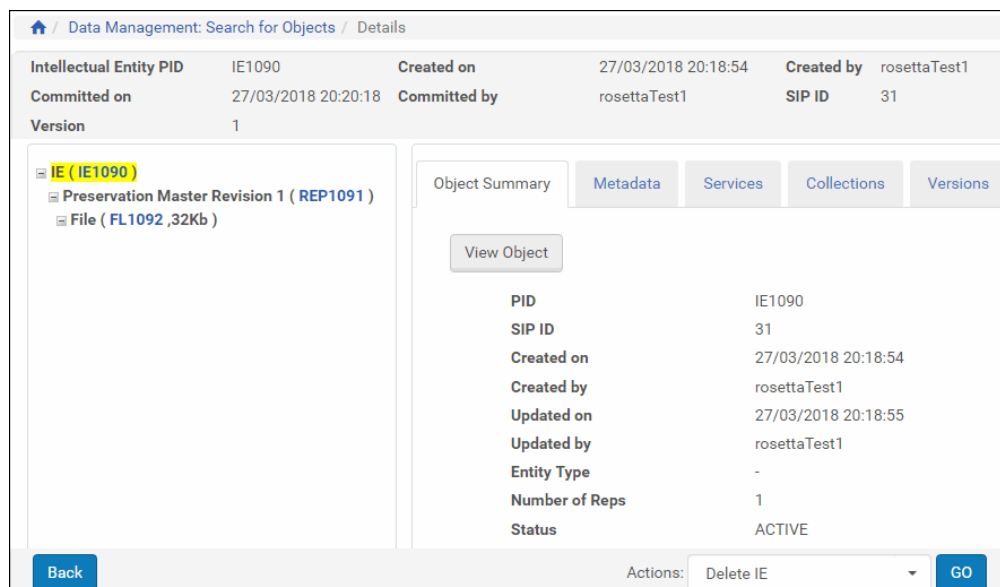 / Data Management: Search for Objects / Details
Intellectual Entity PID IE1090 Created on 27/03/2018 20:18:54 Created by rosettaTest1
Committed on 27/03/2018 20:20:18 Committed by rosettaTest1 SIP ID 31
Version 1
IE ( IE1090 )
Preservation Master Revision 1 ( REP1091 )
File ( FL1092 ,32Kb )
Object Summary Metadata Services Collections Versions
View Object
PID IE1090
SIP ID 31
Created on 27/03/2018 20:18:54
Created by rosettaTest1
Updated on 27/03/2018 20:18:55
Updated by rosettaTest1
Entity Type -
Number of Reps 1
Status ACTIVE
Back Actions: Delete IE GO